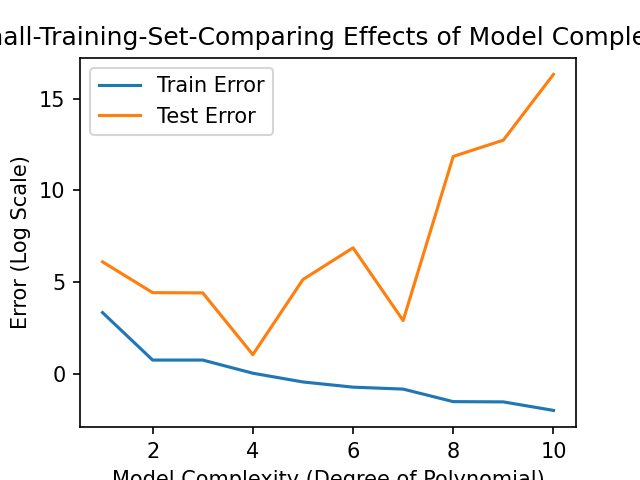 all-Training-Set-Comparing Effects of Model Comple
Train Error
Test Error
Error (Log Scale)
15
10
5
0
2 4 6 8 10
Model Complexity (Degree of Polynomial)